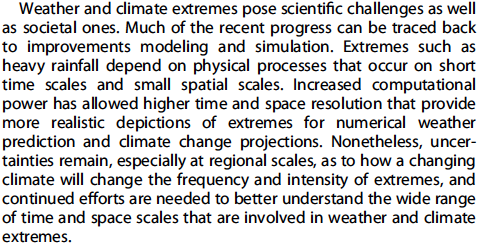 Weather and climate extremes pose scientific challenges as well
as societal ones. Much of the recent progress can be traced back
to improvements modeling and simulation. Extremes such as
heavy rainfall depend on physical processes that occur on short
time scales and small spatial scales. Increased computational
power has allowed higher time and space resolution that provide
more realistic depictions of extremes for numerical weather
prediction and climate change projections. Nonetheless, uncer-
tainties remain, especially at regional scales, as to how a changing
climate will change the frequency and intensity of extremes, and
continued efforts are needed to better understand the wide range
of time and space scales that are involved in weather and climate
extremes.